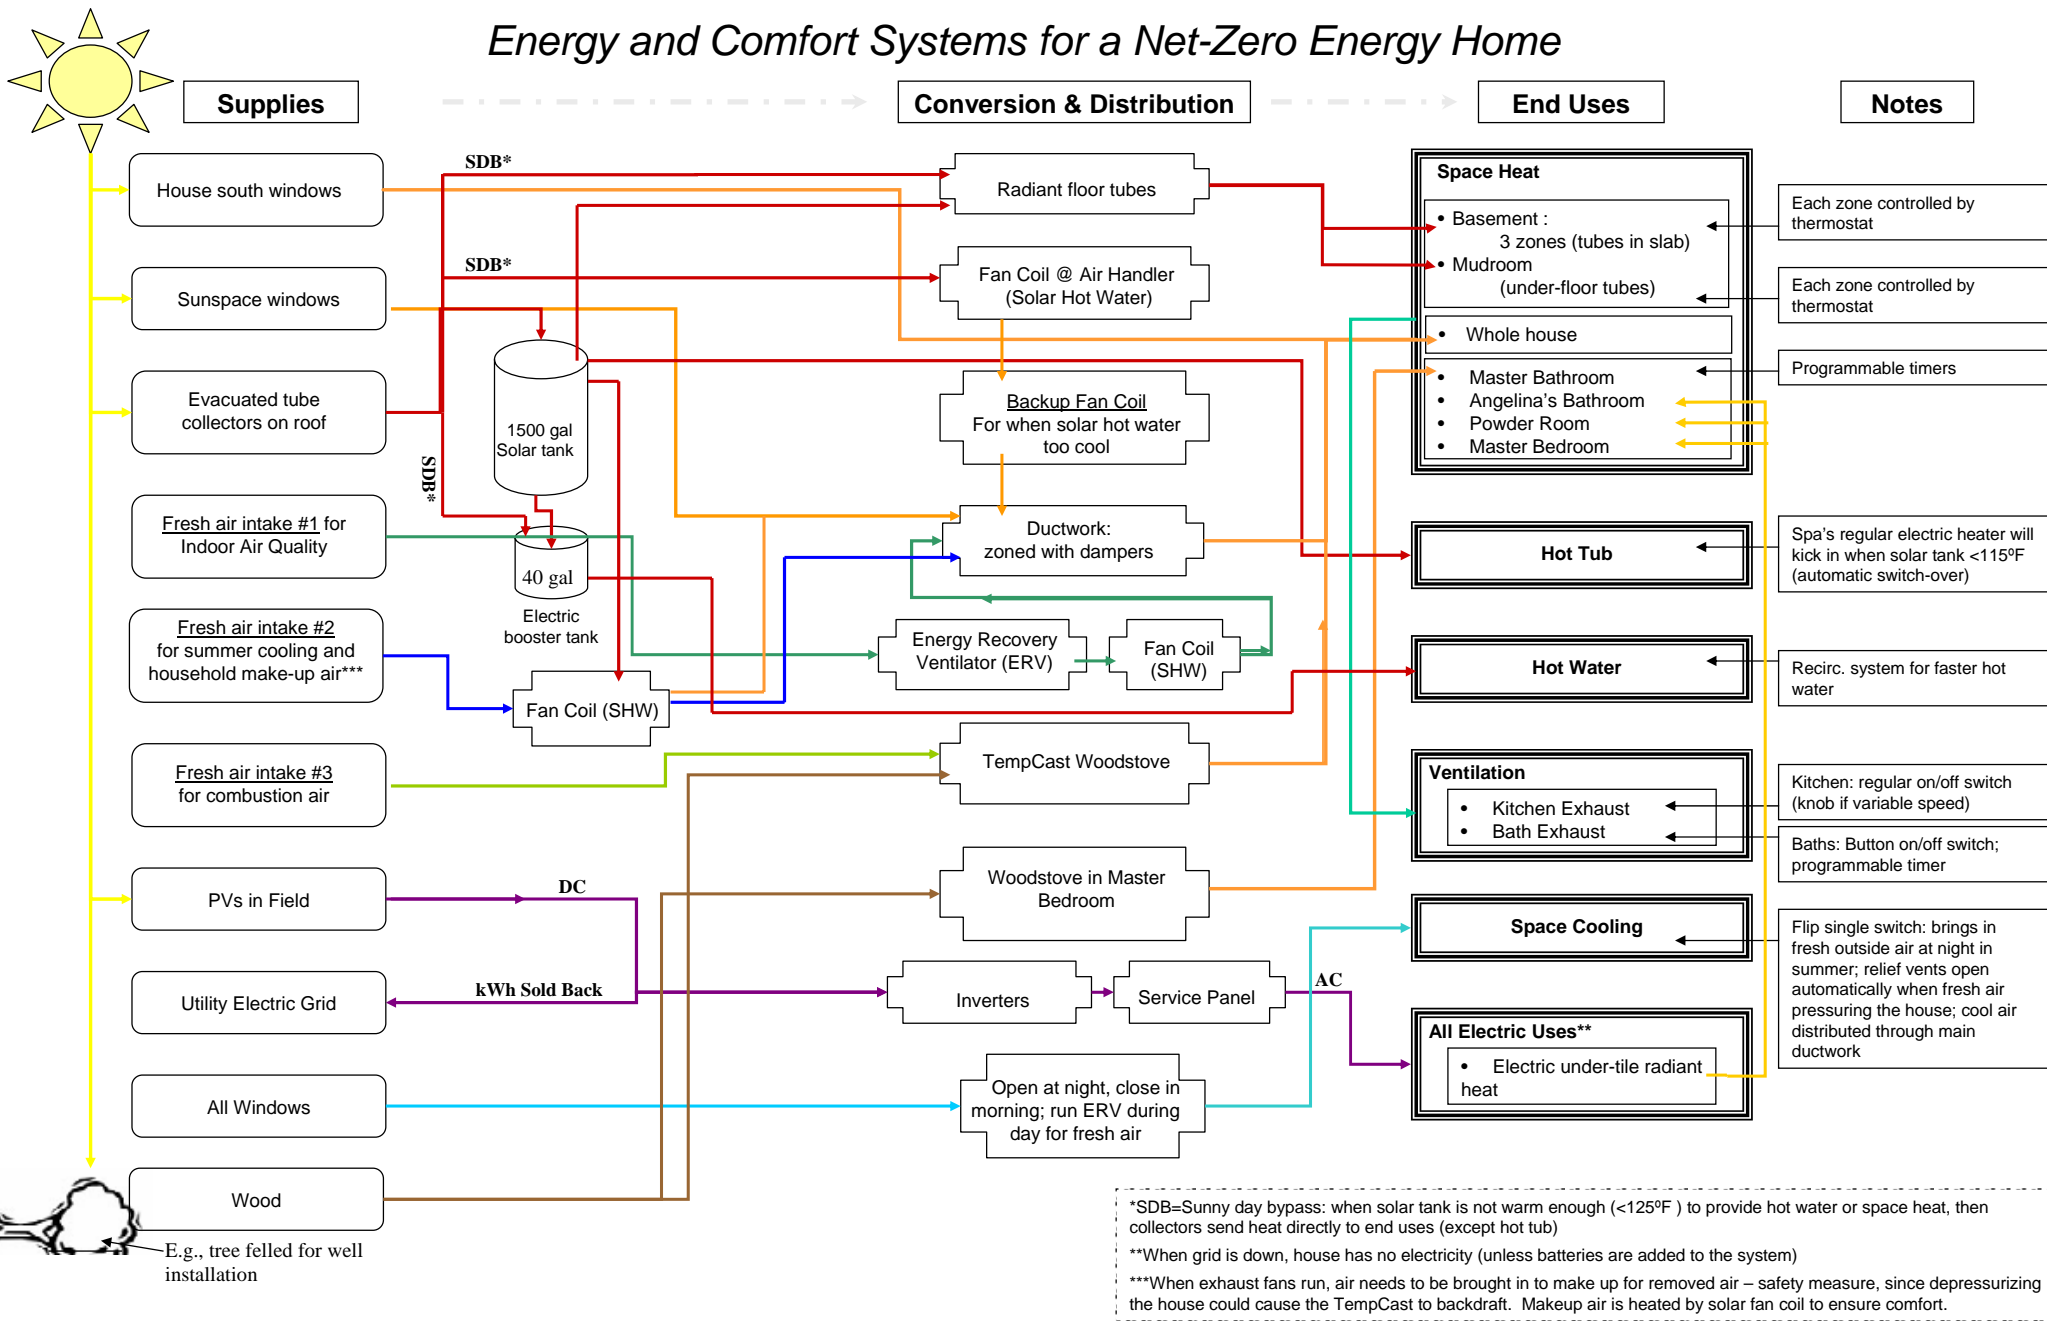 Energy and Comfort Systems for a Net-Zero Energy Home
Supplies
Conversion & Distribution
End Uses
Notes
House south windows
Sunspace windows
Evacuated tube
collectors on roof
Fresh air intake #1 for
Indoor Air Quality
Fresh air intake #2
for summer cooling and
household make-up air***
Fresh air intake #3
for combustion air
PVs in Field
Utility Electric Grid
All Windows
Wood
E.g., tree felled for well
installation
SDB*
SDB*
SDB*
1500 gal
Solar tank
40 gal
Electric
booster tank
Fan Coil (SHW)
DC
kWh Sold Back
Radiant floor tubes
Fan Coil @ Air Handler
(Solar Hot Water)
Backup Fan Coil
For when solar hot water
too cool
Ductwork:
zoned with dampers
Energy Recovery
Ventilator (ERV)
Fan Coil
(SHW)
TempCast Woodstove
Woodstove in Master
Bedroom
Inverters
Service Panel
AC
Open at night, close in
morning; run ERV during
day for fresh air
Space Heat
• Basement :
3 zones (tubes in slab)
• Mudroom
(under-floor tubes)
• Whole house
• Master Bathroom
• Angelina's Bathroom
• Powder Room
• Master Bedroom
Hot Tub
Hot Water
Ventilation
• Kitchen Exhaust
• Bath Exhaust
Space Cooling
All Electric Uses**
• Electric under-tile radiant
heat
Each zone controlled by
thermostat
Each zone controlled by
thermostat
Programmable timers
Spa's regular electric heater will
kick in when solar tank <115ºF
(automatic switch-over)
Recirc. system for faster hot
water
Kitchen: regular on/off switch
(knob if variable speed)
Baths: Button on/off switch;
programmable timer
Flip single switch: brings in
fresh outside air at night in
summer; relief vents open
automatically when fresh air
pressuring the house; cool air
distributed through main
ductwork
*SDB=Sunny day bypass: when solar tank is not warm enough (<125ºF ) to provide hot water or space heat, then
collectors send heat directly to end uses (except hot tub)
**When grid is down, house has no electricity (unless batteries are added to the system)
***When exhaust fans run, air needs to be brought in to make up for removed air – safety measure, since depressurizing
the house could cause the TempCast to backdraft.  Makeup air is heated by solar fan coil to ensure comfort.